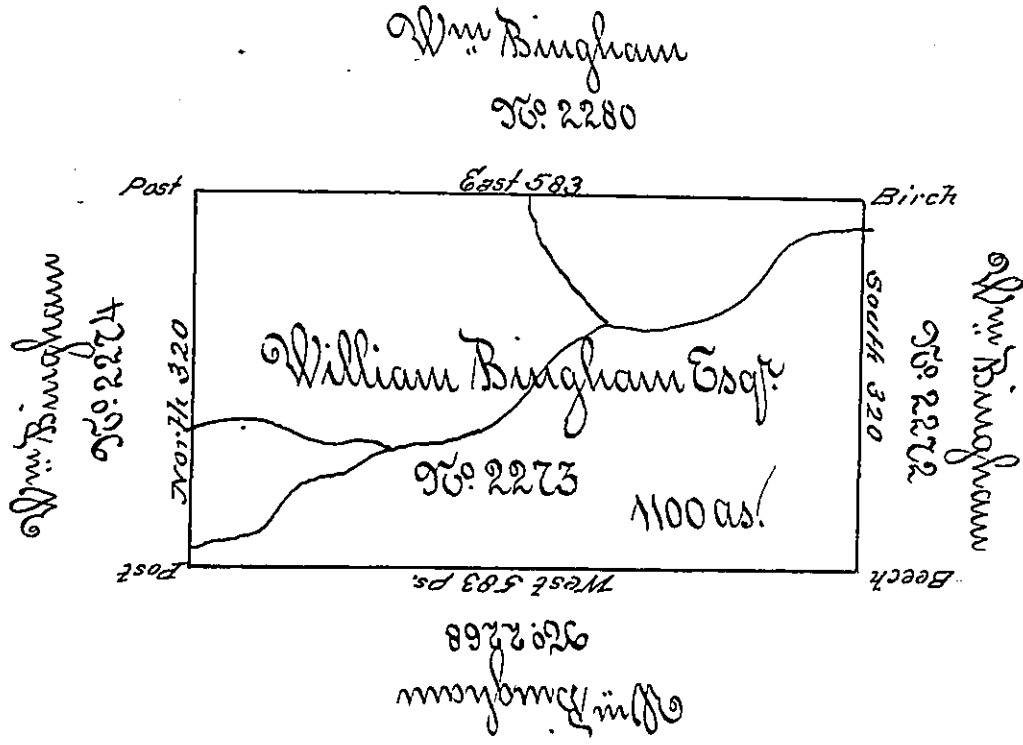 Wm Bingham
No. 2280
Post
East 583
Birch
Wm Bingham
No. 2274
North 320
William Bingham Esqr.
No. 2273
1100 as.
South 320
No. 2272
Wm Bingham
Post
West 583 ps.
Beech
No. 2268
Wm Bingham